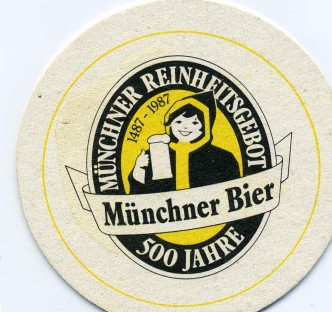 MÜNCHNER REINHEITSGEBOT
1487-1987
Münchner Bier
500 JAHRE